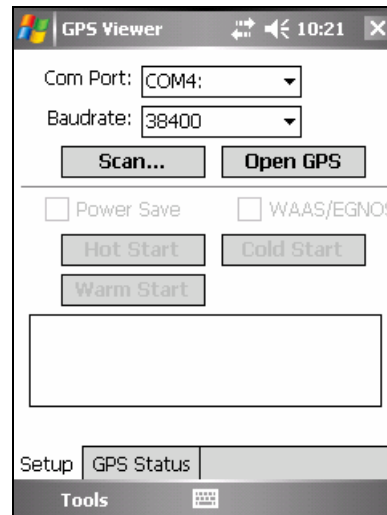 GPS Viewer 10:21
Com Port: COM4:
Baudrate: 38400
Scan... Open GPS
Power Save WAAS/EGNOS
Hot Start Cold Start
Warm Start
Setup GPS Status
Tools